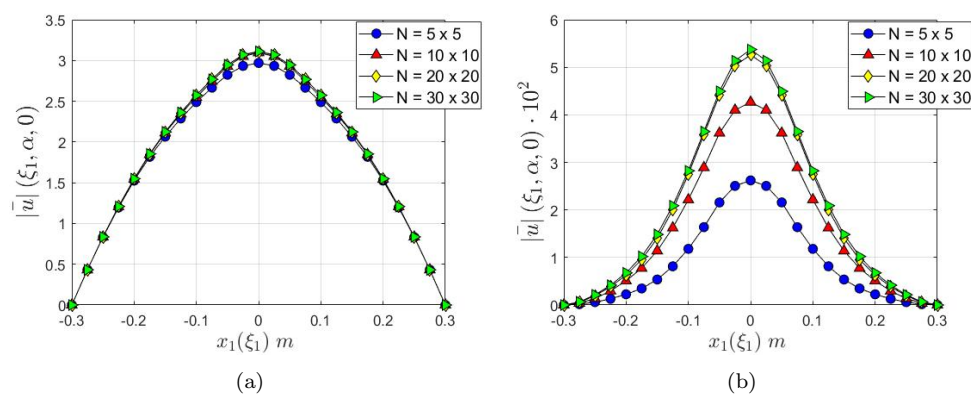 3.5
3
2.5
2
1.5
1
0.5
0
-0.3 -0.2 -0.1 0 0.1 0.2 0.3
|ū| (ξ₁, α, 0)
x₁(ξ₁) m
N = 5 x 5
N = 10 x 10
N = 20 x 20
N = 30 x 30
(a)
6
5
4
3
2
1
0
-0.3 -0.2 -0.1 0 0.1 0.2 0.3
|ū| (ξ₁, α, 0) · 10²
x₁(ξ₁) m
N = 5 x 5
N = 10 x 10
N = 20 x 20
N = 30 x 30
(b)